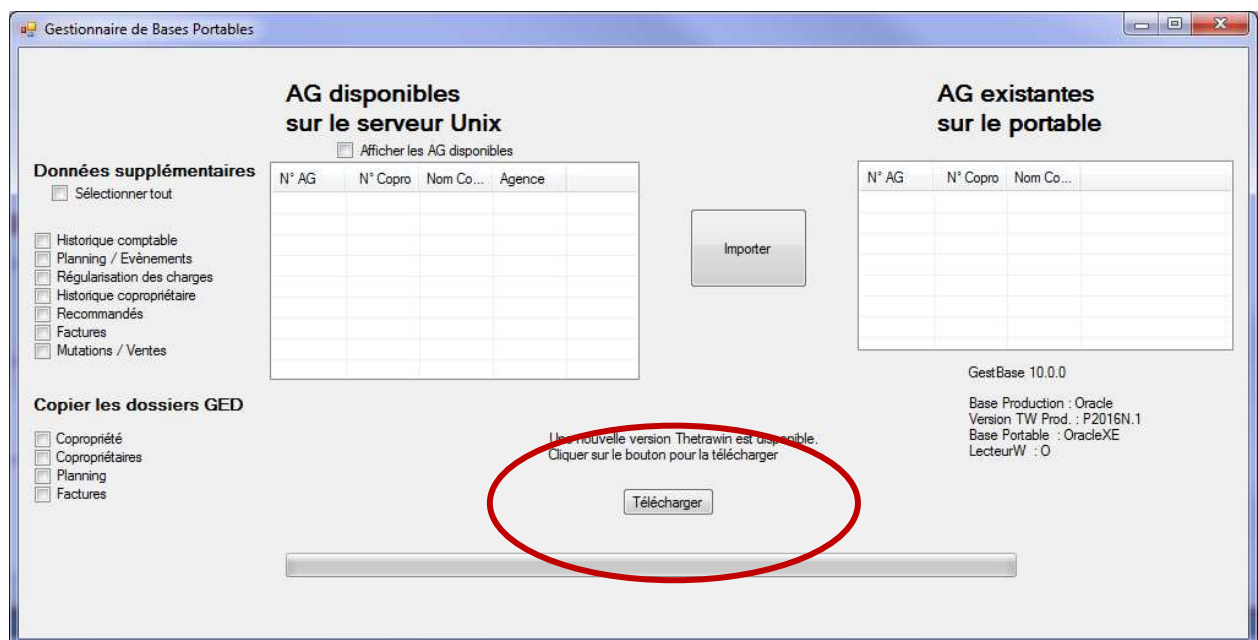 Gestionnaire de Bases Portables
AG disponibles
sur le serveur Unix
Afficher les AG disponibles
AG existantes
sur le portable
Données supplémentaires
Sélectionner tout
N° AG N° Copro Nom Co... Agence
N° AG N° Copro Nom Co...
Importer
Historique comptable
Planning / Evènements
Régularisation des charges
Historique copropriétaire
Recommandés
Factures
Mutations / Ventes
GestBase 10.0.0
Base Production : Oracle
Version TW Prod. : P2016N.1
Base Portable : OracleXE
LecteurW : O
Copier les dossiers GED
Copropriété
Copropriétaires
Planning
Factures
Une nouvelle version Thetrawin est disponible.
Cliquer sur le bouton pour la télécharger
Télécharger